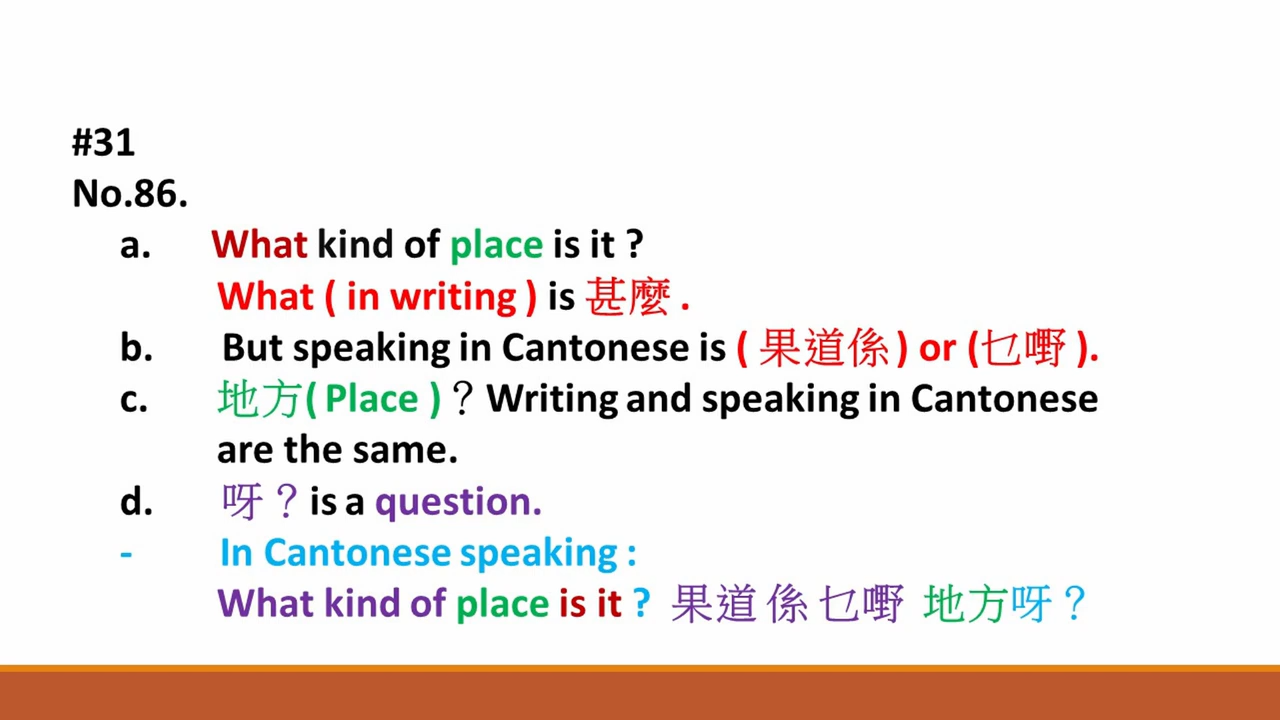 #31
No.86.
a. What kind of place is it ?
What ( in writing ) is 甚麼 .
b. But speaking in Cantonese is ( 果道係 ) or (乜嘢 ).
c. 地方( Place ) ? Writing and speaking in Cantonese
are the same.
d. 呀？is a question.
- In Cantonese speaking :
What kind of place is it ? 果道 係 乜嘢 地方呀？